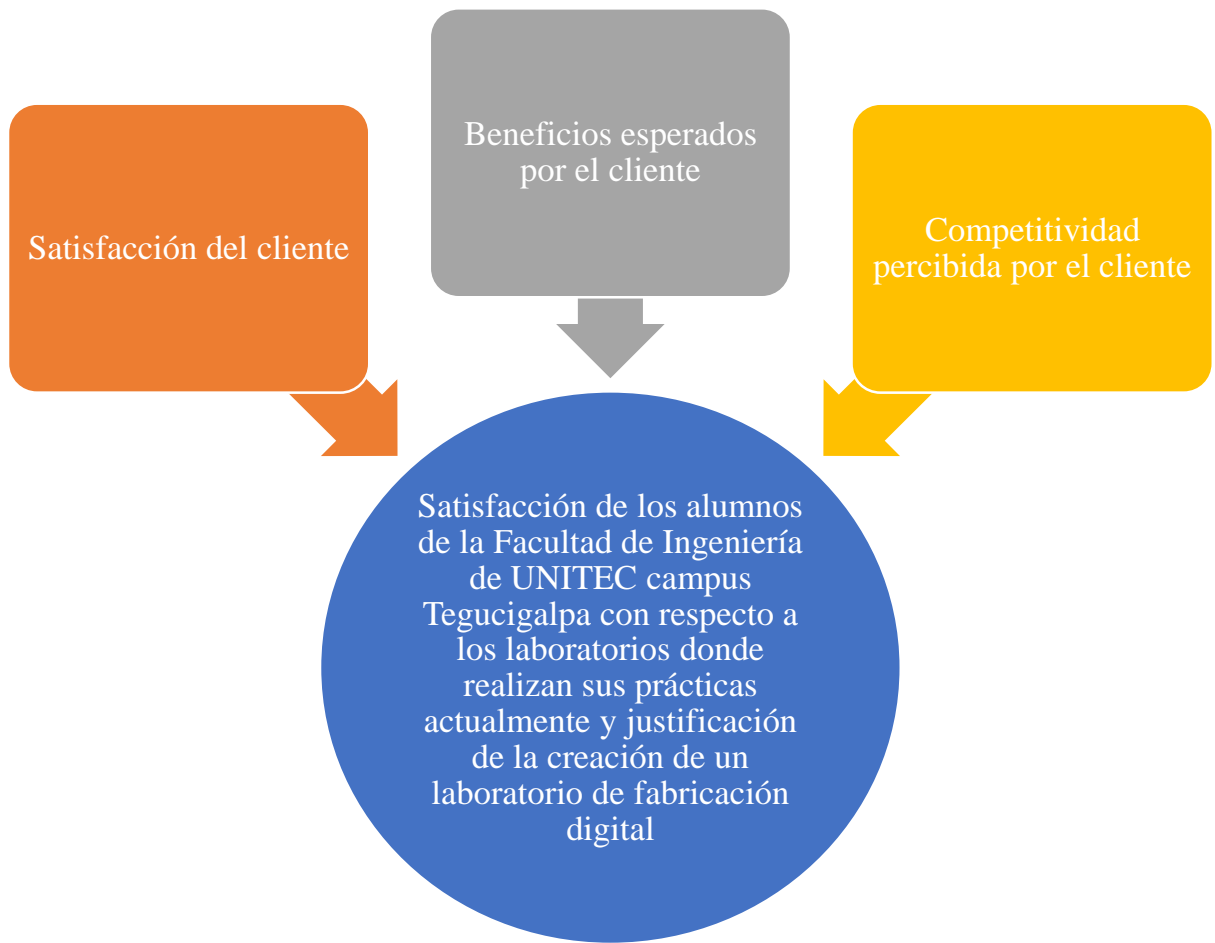 Satisfacción del cliente
Beneficios esperados
por el cliente
Competitividad
percibida por el cliente
Satisfacción de los alumnos
de la Facultad de Ingeniería
de UNITEC campus
Tegucigalpa con respecto a
los laboratorios donde
realizan sus prácticas
actualmente y justificación
de la creación de un
laboratorio de fabricación
digital